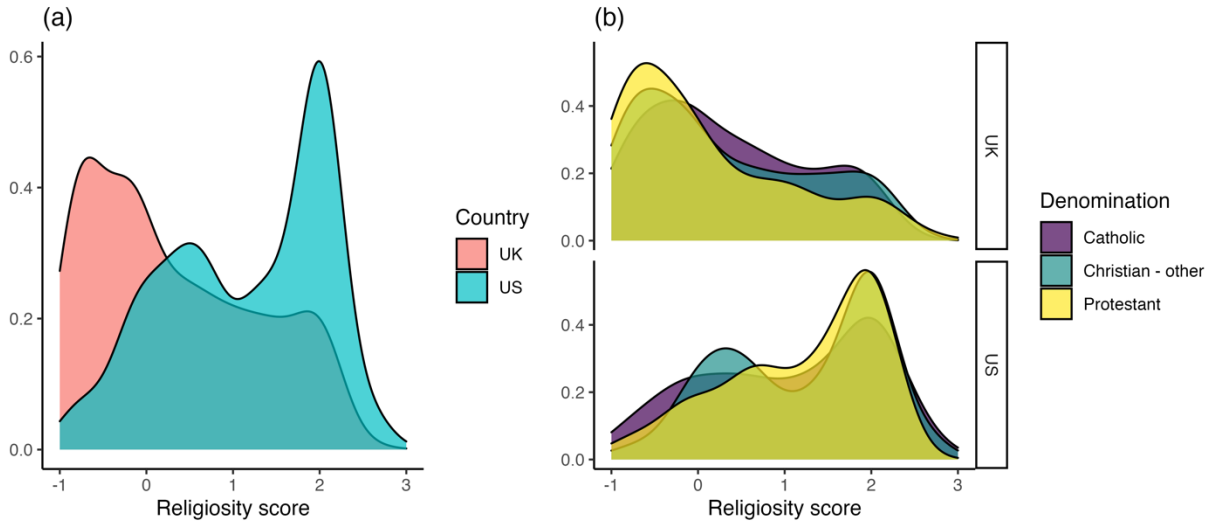 (a)
0.6
0.4
0.2
0.0
-1 0 1 2 3
Religiosity score
Country
UK
US
(b)
0.4
0.2
0.0
UK
0.4
0.2
0.0
US
-1 0 1 2 3
Religiosity score
Denomination
Catholic
Christian - other
Protestant